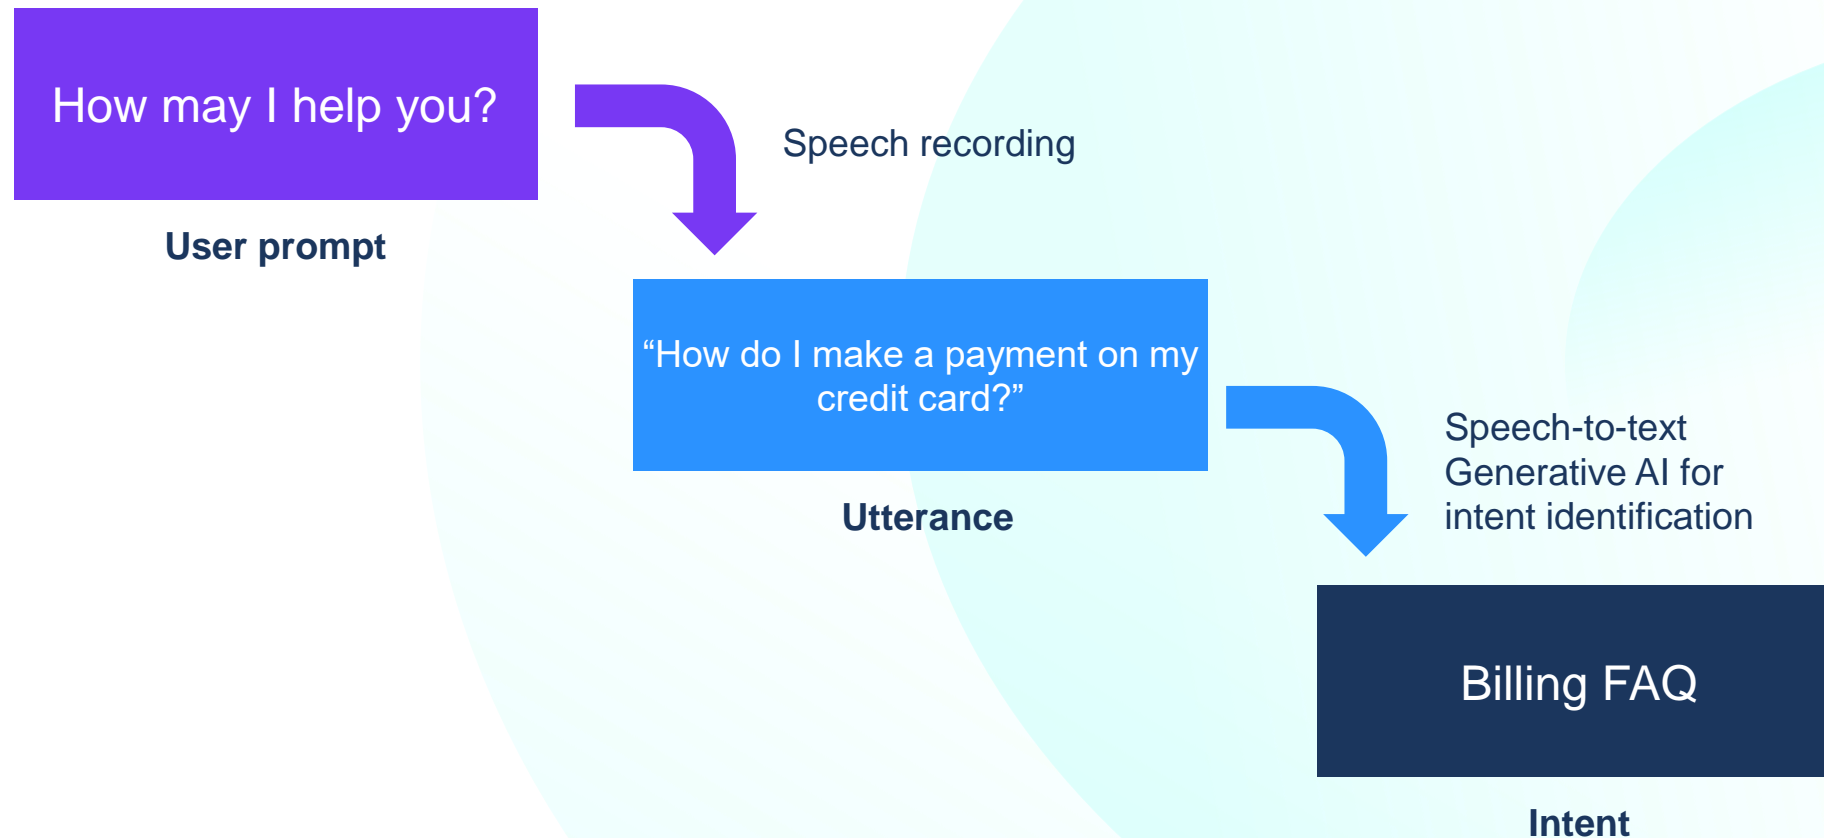 How may I help you?
User prompt
Speech recording
“How do I make a payment on my
credit card?”
Utterance
Speech-to-text
Generative AI for
intent identification
Billing FAQ
Intent